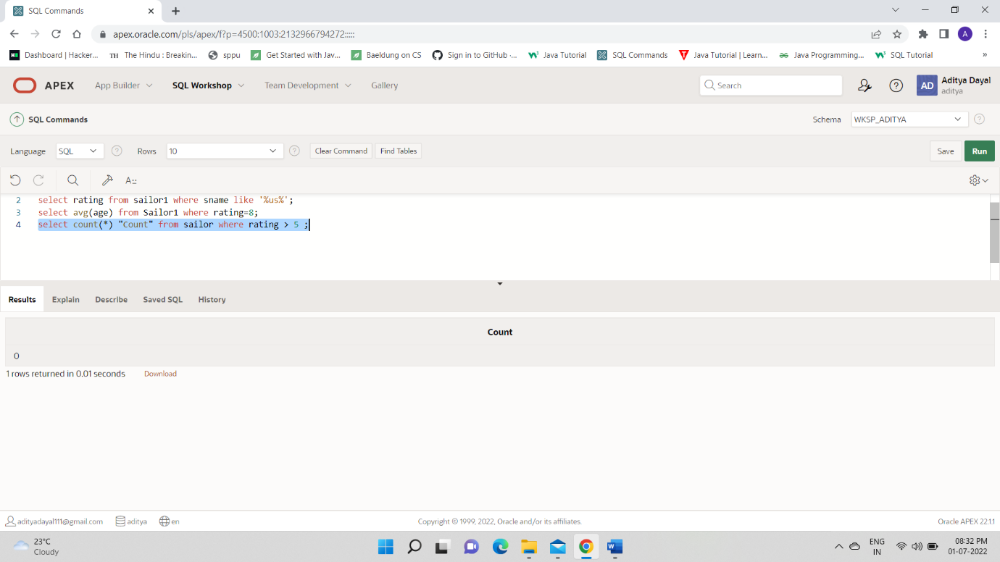 SQL Commands
apex.oracle.com/pls/apex/f?p=4500:1003:2132966794272:::::
A
Dashboard | Hacker...
TH The Hindu : Breakin...
sppu
Get Started with Jav...
Baeldung on CS
Sign in to GitHub ·...
Java Tutorial
SQL Commands
Java Tutorial | Learn...
Java Programming...
SQL Tutorial
»
APEX
App Builder
SQL Workshop
Team Development
Gallery
Search
AD
Aditya Dayal
aditya
SQL Commands
Schema
WKSP_ADITYA
Language
SQL
Rows
10
Clear Command
Find Tables
Save
Run
2 select rating from sailor1 where sname like '%us%';
3 select avg(age) from Sailor1 where rating=8;
4 select count(*) "Count" from sailor where rating > 5 ;
Results
Explain
Describe
Saved SQL
History
Count
0
1 rows returned in 0.01 seconds
Download
adityadayal111@gmail.com
aditya
en
Copyright © 1999, 2022, Oracle and/or its affiliates.
Oracle APEX 22.1.1
23°C
Cloudy
ENG
IN
08:32 PM
01-07-2022